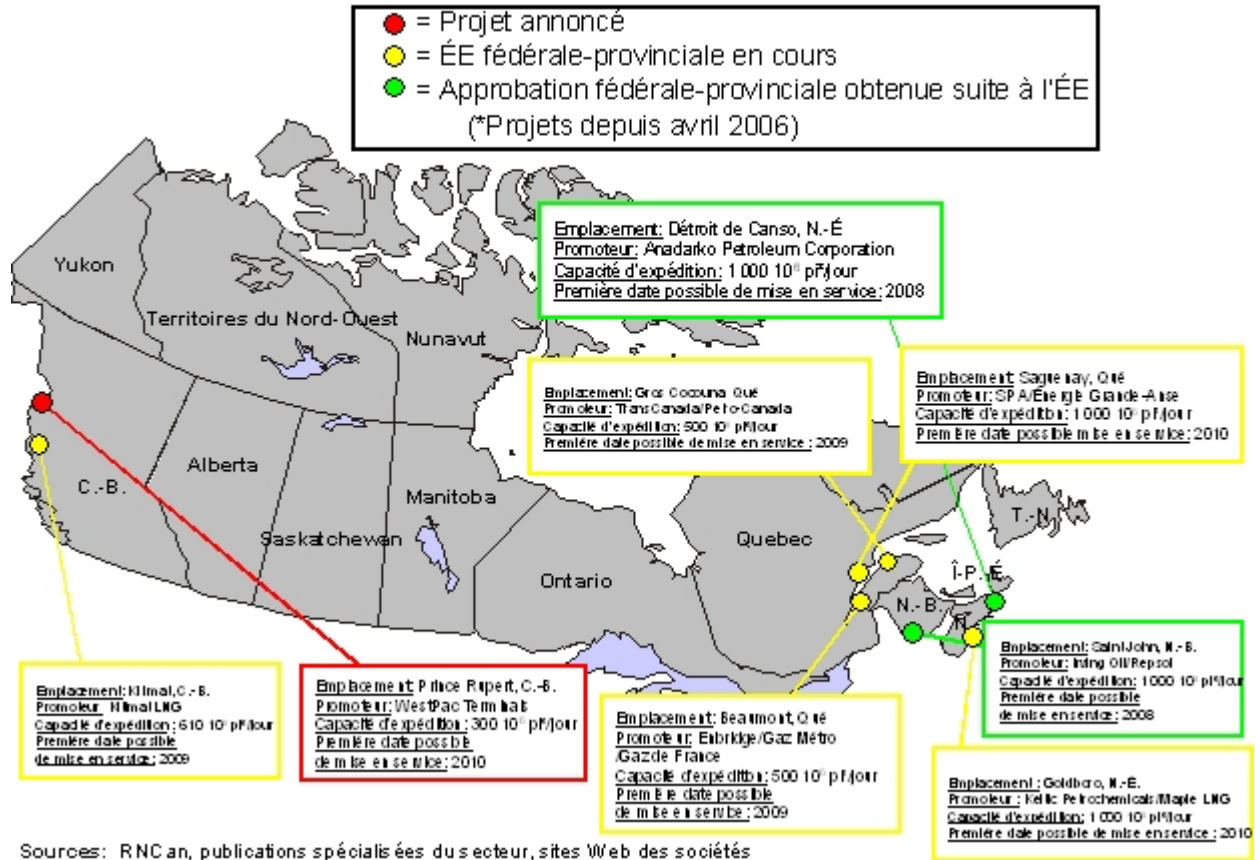 = Projet annoncé
= ÉE fédérale-provinciale en cours
= Approbation fédérale-provinciale obtenue suite à l'ÉE
(*Projets depuis avril 2006)
Emplacement: Détroit de Canso, N.-É
Promoteur: Anadarko Petroleum Corporation
Capacité d'expédition: 1 000 10⁶ pi³/jour
Première date possible de mise en service: 2008
Yukon
Territoires du Nord-Ouest
Nunavut
Emplacement: Gros Cocouna Qué
Promoteur: TransCanada/Petro-Canada
Capacité d'expédition: 500 10⁶ pi³/jour
Première date possible de mise en service: 2009
Emplacement: Saguenay, Qué
Promoteur: SPA/Énergie Grande-Anse
Capacité d'expédition: 1 000 10⁶ pi³/jour
Première date possible mise en service: 2010
C.-B.
Alberta
Saskatchewan
Manitoba
Ontario
Quebec
T.-N.
Î-P.-É
N.-B.
N.-
Emplacement: Kitimat, C.-B.
Promoteur: Kitimat LNG
Capacité d'expédition: 610 10⁶ pi³/jour
Première date possible
de mise en service: 2009
Emplacement: Prince Rupert, C.-B.
Promoteur: WestPac Terminals
Capacité d'expédition: 300 10⁶ pi³/jour
Première date possible
de mise en service: 2010
Emplacement: Beaumont, Qué
Promoteur: Enbridge/Gaz Métro
/Gaz de France
Capacité d'expédition: 500 10⁶ pi³/jour
Première date possible
de mise en service: 2009
Emplacement: Saint-John, N.-B.
Promoteur: Irving Oil/Repsol
Capacité d'expédition: 1 000 10⁶ pi³/jour
Première date possible
de mise en service: 2008
Emplacement: Goldboro, N.-É.
Promoteur: Keltic Petrochemicals/Maple LNG
Capacité d'expédition: 1 000 10⁶ pi³/jour
Première date possible de mise en service: 2010
Sources: RNCan, publications spécialisées du secteur, sites Web des sociétés